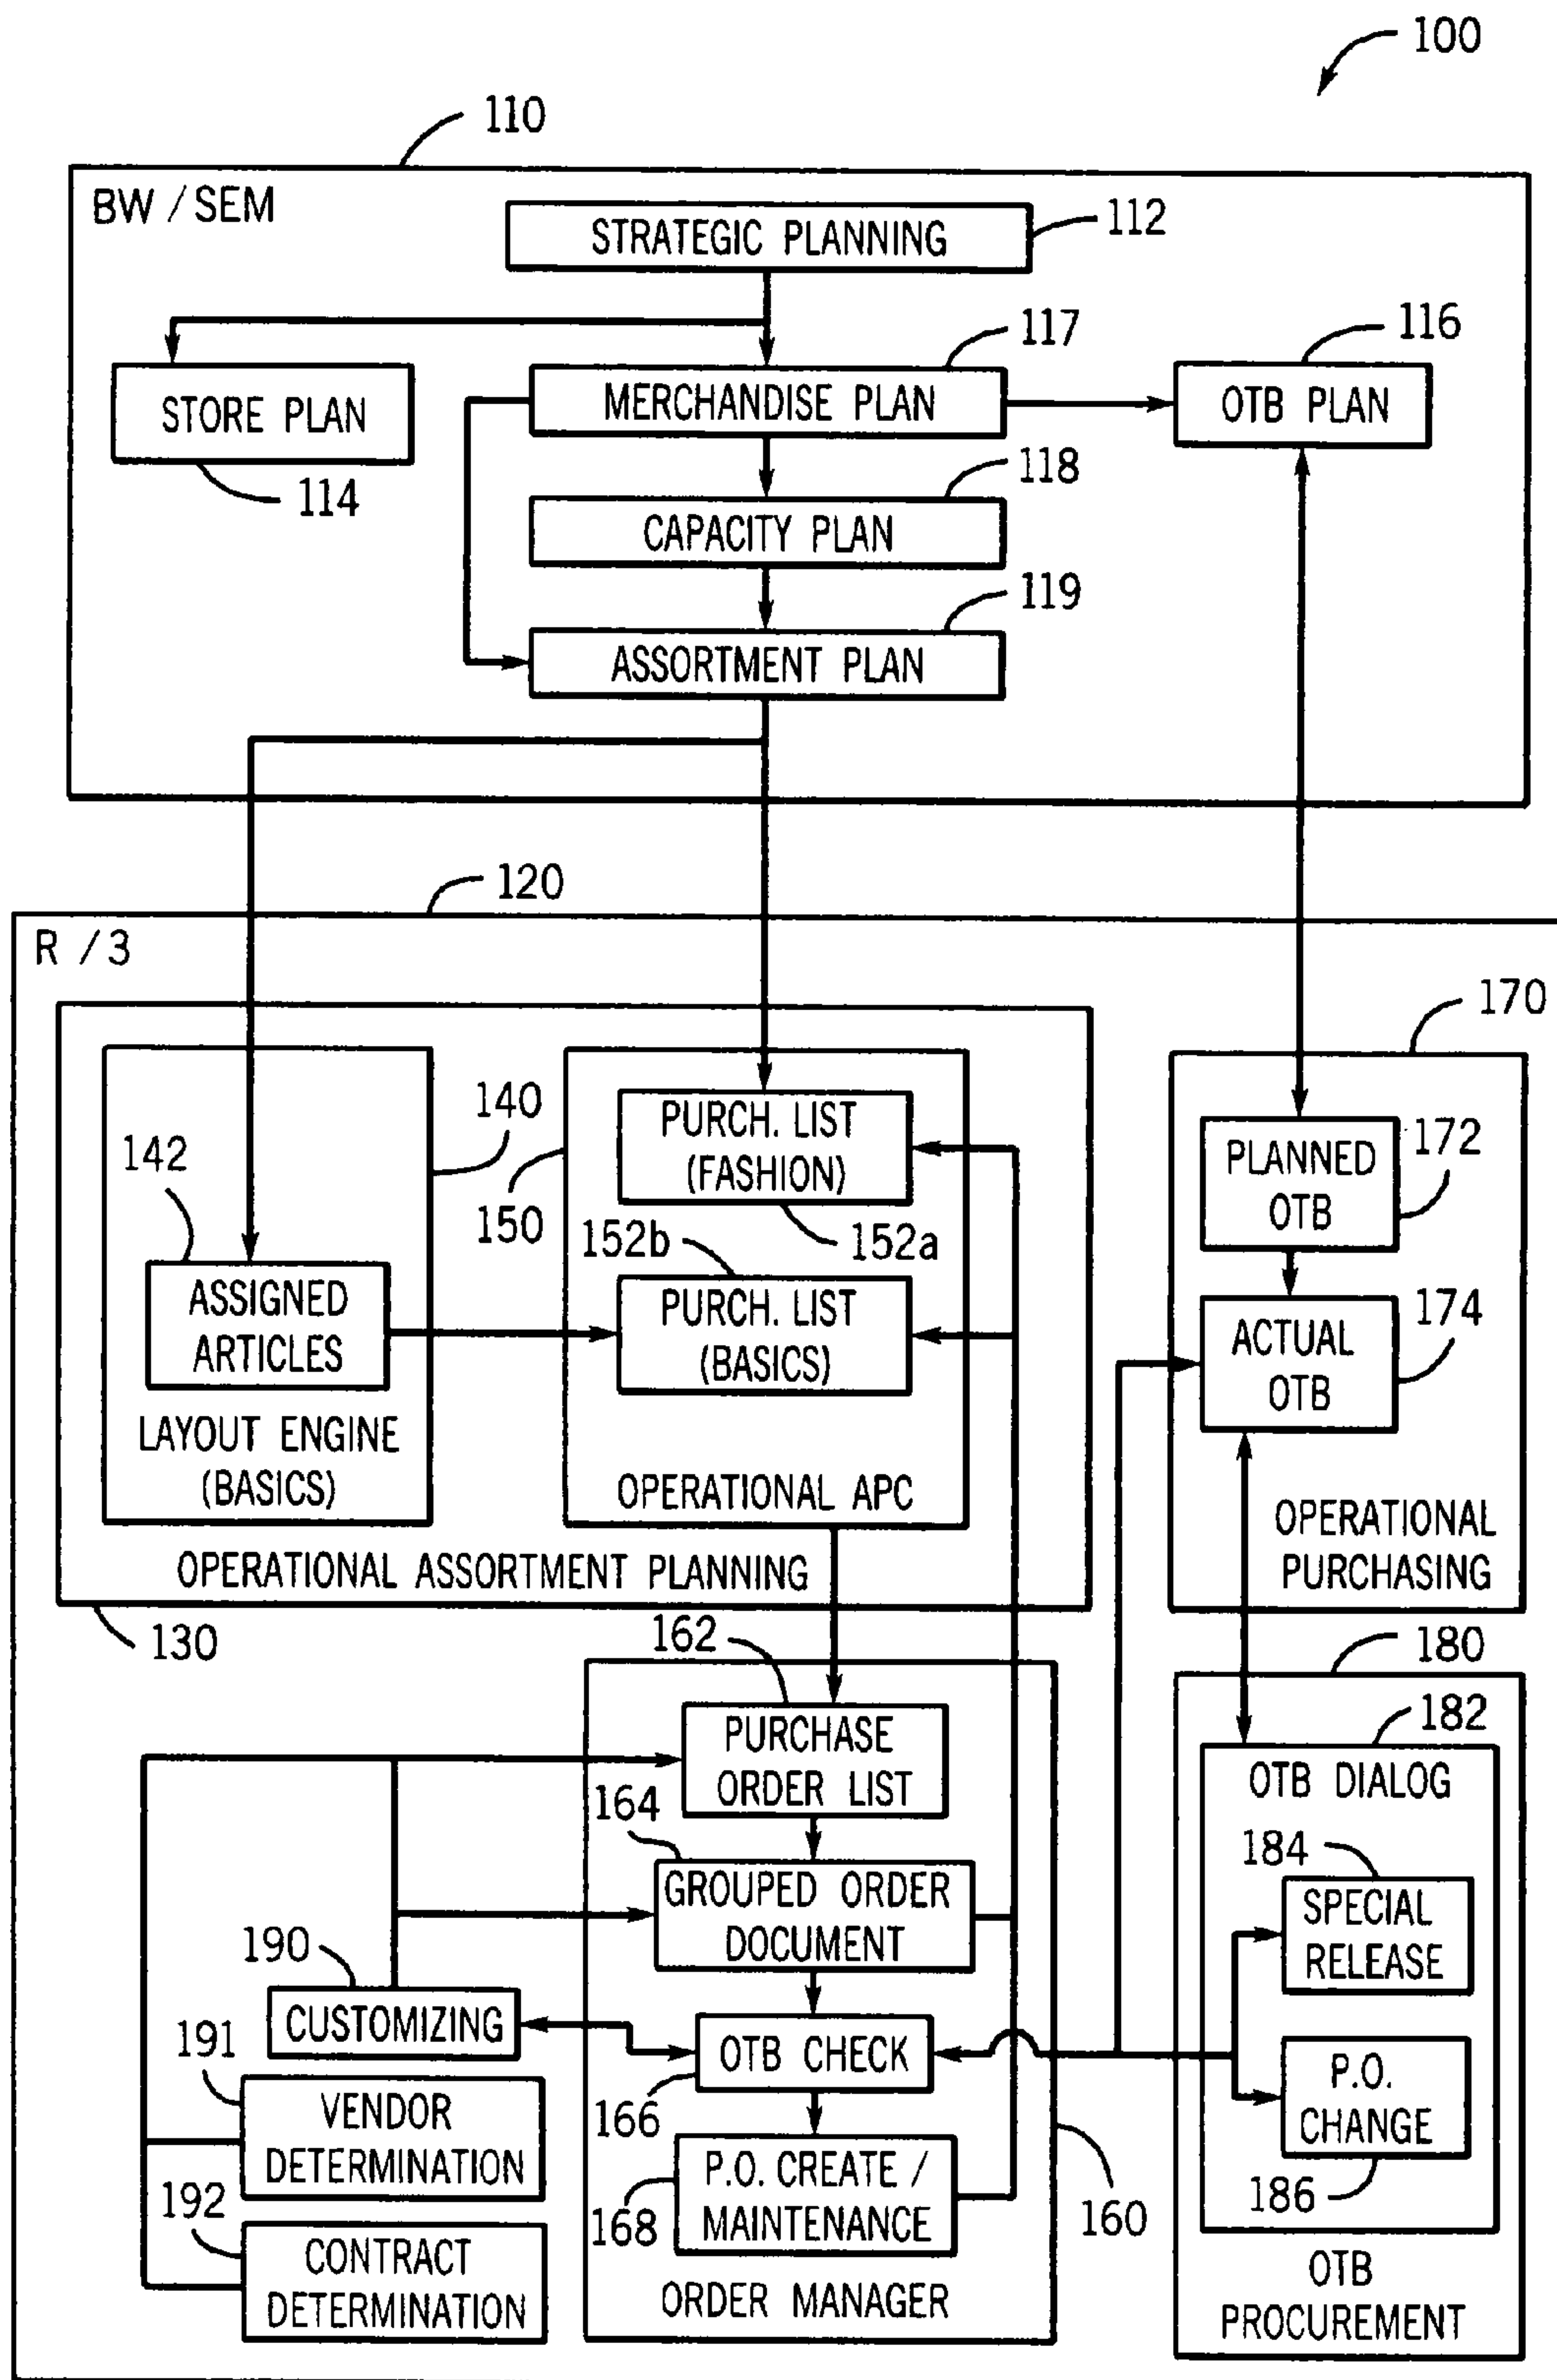 100
110
BW / SEM
STRATEGIC PLANNING
112
117
116
STORE PLAN
MERCHANDISE PLAN
OTB PLAN
114
118
CAPACITY PLAN
119
ASSORTMENT PLAN
120
R / 3
170
140
142
150
PURCH. LIST
(FASHION)
152a
152b
PLANNED
OTB
172
ASSIGNED
ARTICLES
PURCH. LIST
(BASICS)
ACTUAL
OTB
174
LAYOUT ENGINE
(BASICS)
OPERATIONAL APC
OPERATIONAL
PURCHASING
OPERATIONAL ASSORTMENT PLANNING
130
162
180
182
PURCHASE
ORDER LIST
OTB DIALOG
164
184
GROUPED ORDER
DOCUMENT
SPECIAL
RELEASE
190
CUSTOMIZING
191
OTB CHECK
166
P.O.
CHANGE
186
VENDOR
DETERMINATION
192
168
P.O. CREATE /
MAINTENANCE
160
CONTRACT
DETERMINATION
ORDER MANAGER
OTB
PROCUREMENT